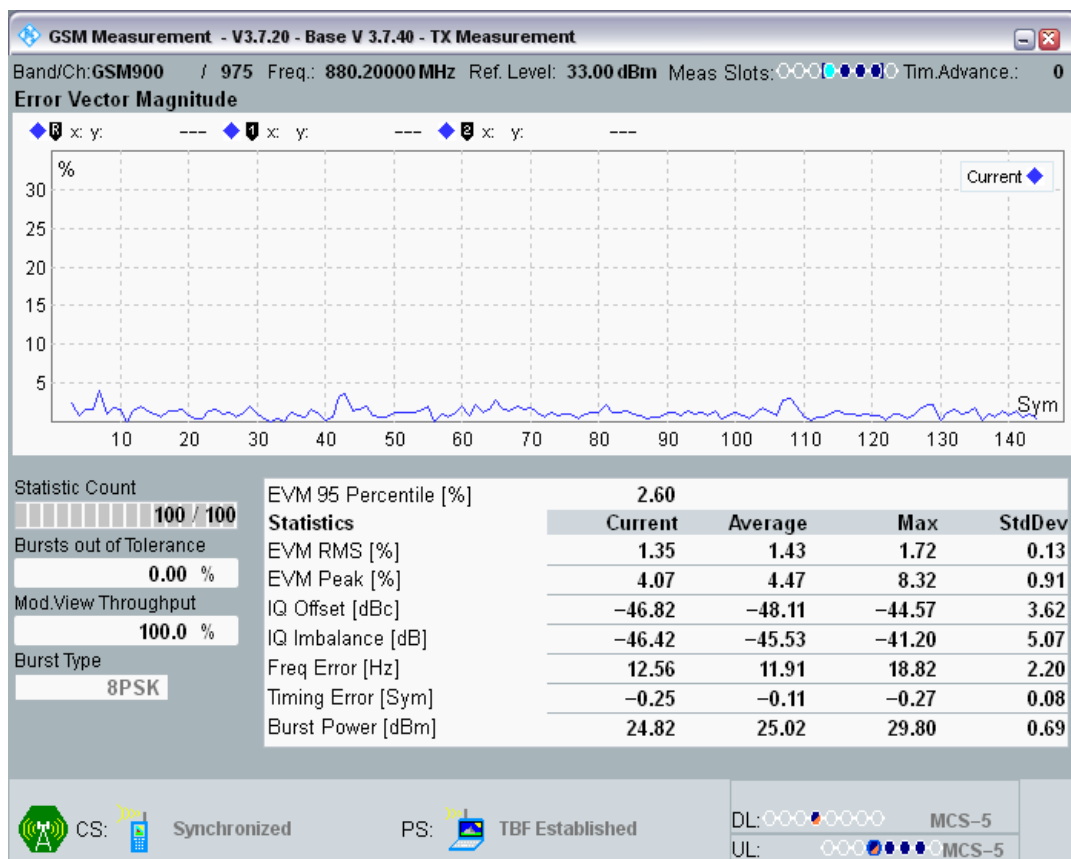 GSM Measurement - V3.7.20 - Base V 3.7.40 - TX Measurement
Band/Ch:GSM900 / 975 Freq.: 880.20000 MHz Ref. Level: 33.00 dBm Meas Slots: Tim.Advance.: 0
Error Vector Magnitude
R x: y: --- 1 x: y: --- 2 x: y: ---
%
Current
30
25
20
15
10
5
Sym
10 20 30 40 50 60 70 80 90 100 110 120 130 140
Statistic Count
100 / 100
Bursts out of Tolerance
0.00 %
Mod.View Throughput
100.0 %
Burst Type
8PSK
EVM 95 Percentile [%] 2.60
Statistics Current Average Max StdDev
EVM RMS [%] 1.35 1.43 1.72 0.13
EVM Peak [%] 4.07 4.47 8.32 0.91
IQ Offset [dBc] −46.82 −48.11 −44.57 3.62
IQ Imbalance [dB] −46.42 −45.53 −41.20 5.07
Freq Error [Hz] 12.56 11.91 18.82 2.20
Timing Error [Sym] −0.25 −0.11 −0.27 0.08
Burst Power [dBm] 24.82 25.02 29.80 0.69
CS: Synchronized PS: TBF Established
DL: MCS−5
UL: MCS−5